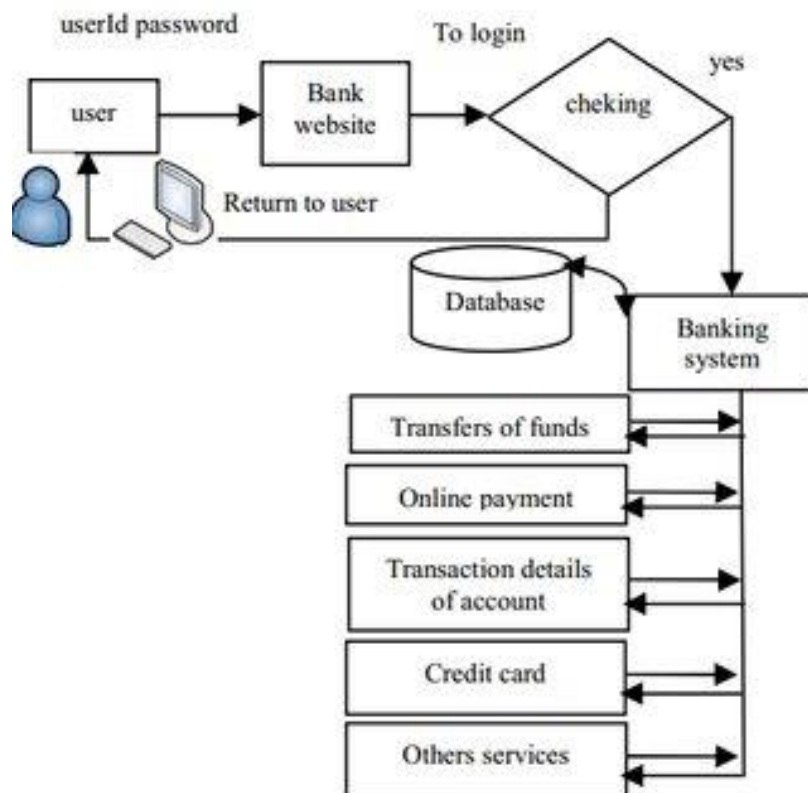 userId password
To login
yes
user
Bank
website
cheking
Return to user
Database
Banking
system
Transfers of funds
Online payment
Transaction details
of account
Credit card
Others services